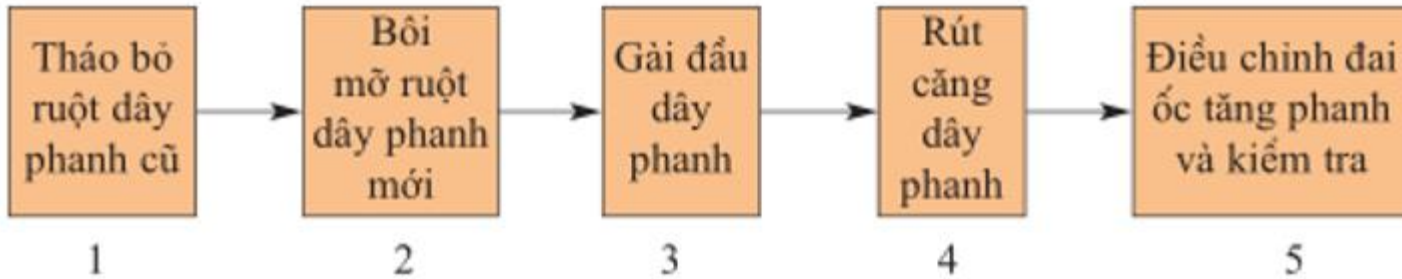 Tháo bỏ
ruột dây
phanh cũ
Bôi
mỡ ruột
dây phanh
mới
Gài đầu
dây
phanh
Rút
căng
dây
phanh
Điều chỉnh đai
ốc tăng phanh
và kiểm tra
1
2
3
4
5